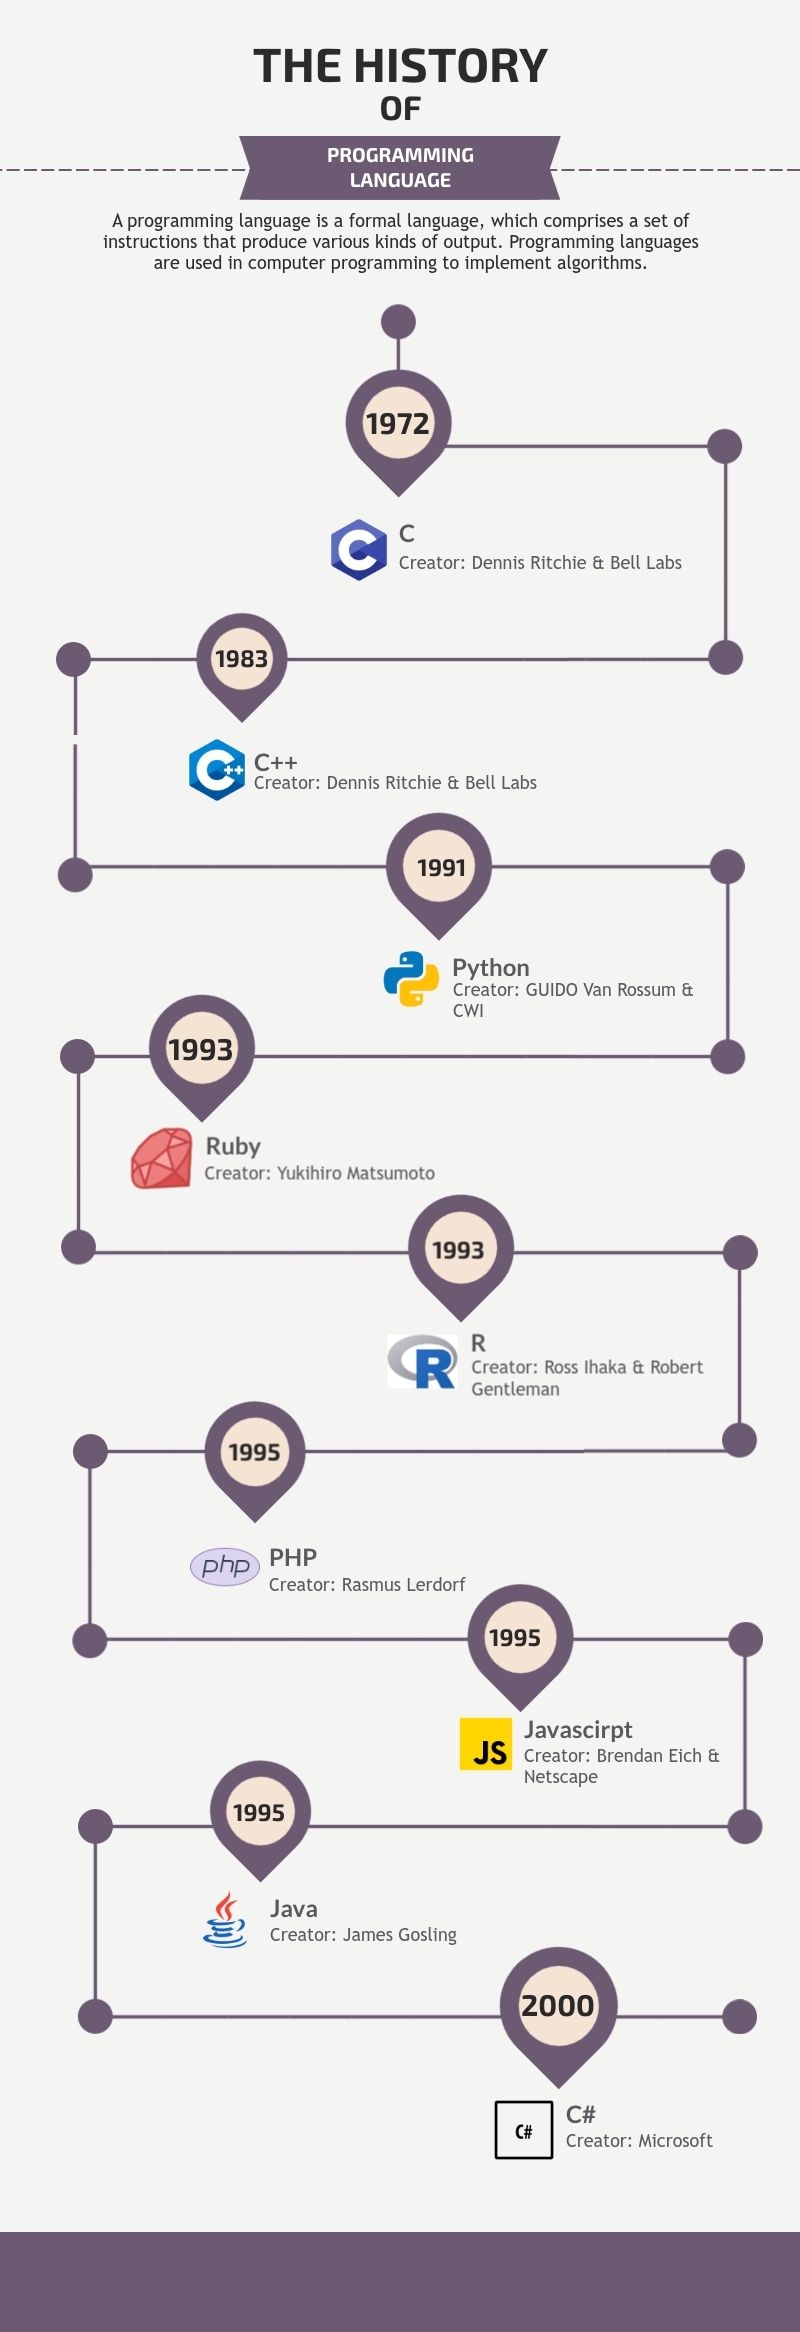 THE HISTORY
OF
PROGRAMMING
LANGUAGE
A programming language is a formal language, which comprises a set of
instructions that produce various kinds of output. Programming languages
are used in computer programming to implement algorithms.
1972
C
C
Creator: Dennis Ritchie & Bell Labs
1983
C++
C++
Creator: Dennis Ritchie & Bell Labs
1991
Python
Creator: GUIDO Van Rossum &
CWI
1993
Ruby
Creator: Yukihiro Matsumoto
1993
R
R
Creator: Ross Ihaka & Robert
Gentleman
1995
php
PHP
Creator: Rasmus Lerdorf
1995
JS
Javascirpt
Creator: Brendan Eich &
Netscape
1995
Java
Creator: James Gosling
2000
C#
C#
Creator: Microsoft